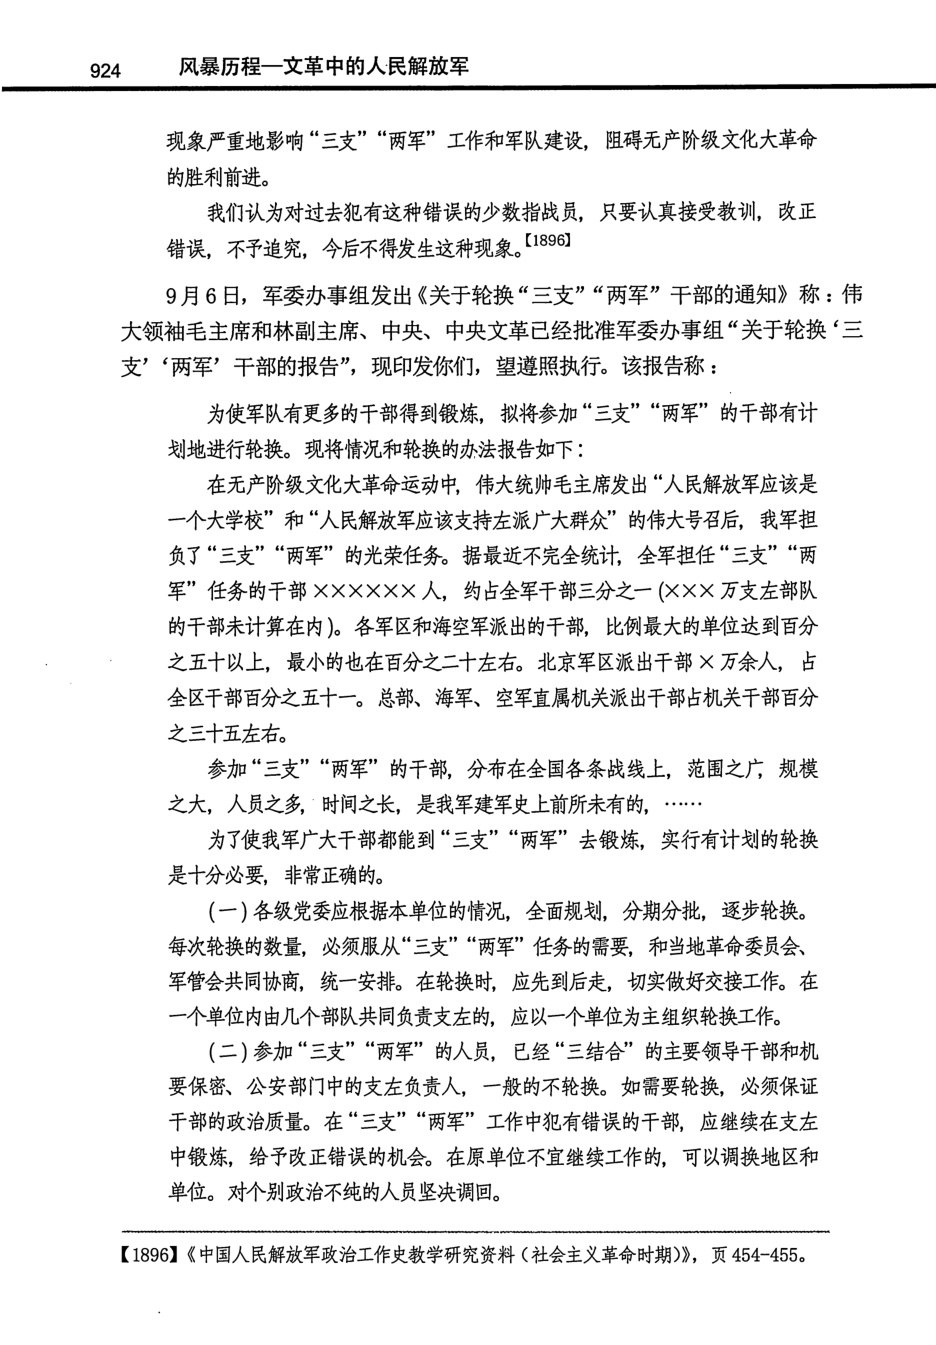 924 风暴历程—文革中的人民解放军
现象严重地影响“三支”“两军”工作和军队建设，阻碍无产阶级文化大革命
的胜利前进。
我们认为对过去犯有这种错误的少数指战员，只要认真接受教训，改正
错误，不予追究，今后不得发生这种现象。【1896】
9月6日，军委办事组发出《关于轮换“三支”“两军”干部的通知》称：伟
大领袖毛主席和林副主席、中央、中央文革已经批准军委办事组“关于轮换‘三
支’‘两军’干部的报告”，现印发你们，望遵照执行。该报告称：
为使军队有更多的干部得到锻炼，拟将参加“三支”“两军”的干部有计
划地进行轮换。现将情况和轮换的办法报告如下：
在无产阶级文化大革命运动中，伟大统帅毛主席发出“人民解放军应该是
一个大学校”和“人民解放军应该支持左派广大群众”的伟大号召后，我军担
负了“三支”“两军”的光荣任务。据最近不完全统计，全军担任“三支”“两
军”任务的干部××××××人，约占全军干部三分之一(×××万支左部队
的干部未计算在内)。各军区和海空军派出的干部，比例最大的单位达到百分
之五十以上，最小的也在百分之二十左右。北京军区派出干部×万余人，占
全区干部百分之五十一。总部、海军、空军直属机关派出干部占机关干部百分
之三十五左右。
参加“三支”“两军”的干部，分布在全国各条战线上，范围之广，规模
之大，人员之多，时间之长，是我军建军史上前所未有的，……
为了使我军广大干部都能到“三支”“两军”去锻炼，实行有计划的轮换
是十分必要，非常正确的。
(一)各级党委应根据本单位的情况，全面规划，分期分批，逐步轮换。
每次轮换的数量，必须服从“三支”“两军”任务的需要，和当地革命委员会、
军管会共同协商，统一安排。在轮换时，应先到后走，切实做好交接工作。在
一个单位内由几个部队共同负责支左的，应以一个单位为主组织轮换工作。
(二)参加“三支”“两军”的人员，已经“三结合”的主要领导干部和机
要保密、公安部门中的支左负责人，一般的不轮换。如需要轮换，必须保证
干部的政治质量。在“三支”“两军”工作中犯有错误的干部，应继续在支左
中锻炼，给予改正错误的机会。在原单位不宜继续工作的，可以调换地区和
单位。对个别政治不纯的人员坚决调回。
【1896】《中国人民解放军政治工作史教学研究资料（社会主义革命时期）》，页454-455。